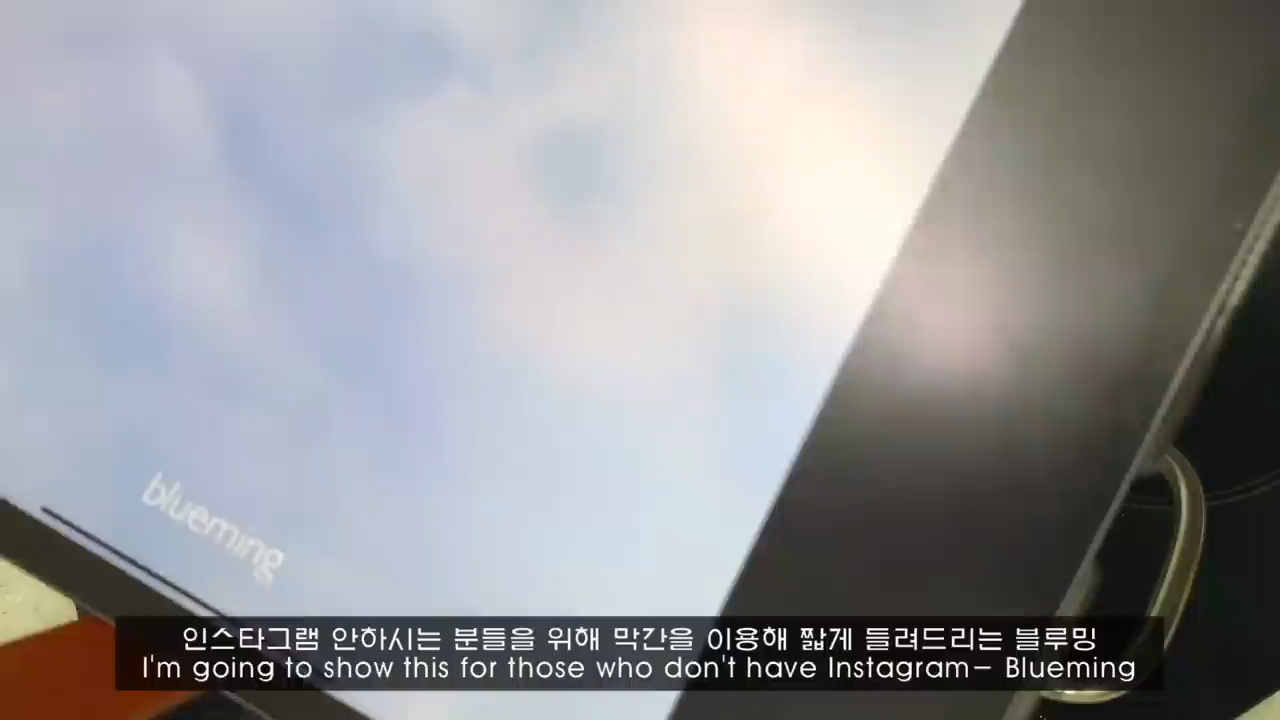 blueming
인스타그램 안하시는 분들을 위해 막간을 이용해 짧게 들려드리는 블루밍
I'm going to show this for those who don't have Instagram- Blueming